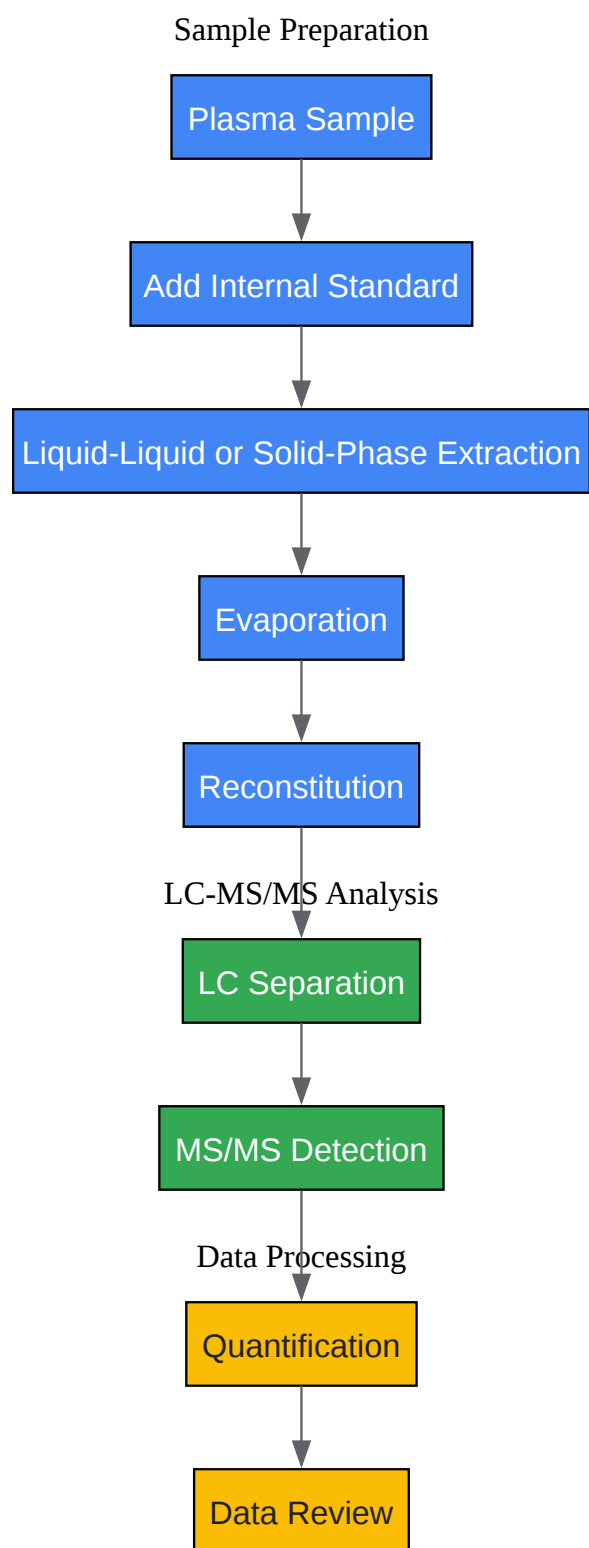 Sample Preparation
Plasma Sample
Add Internal Standard
Liquid-Liquid or Solid-Phase Extraction
Evaporation
Reconstitution
LC-MS/MS Analysis
LC Separation
MS/MS Detection
Data Processing
Quantification
Data Review